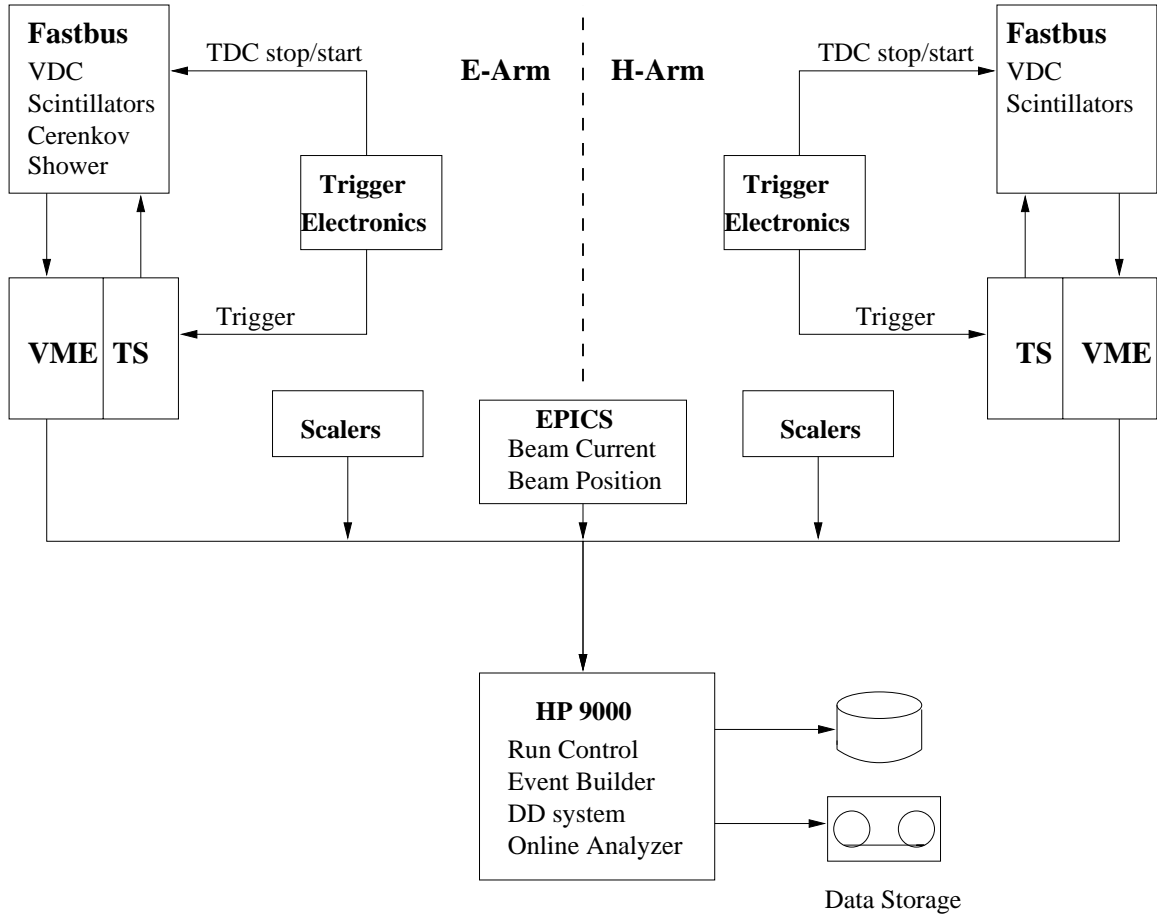 Fastbus
VDC
Scintillators
Cerenkov
Shower
TDC stop/start
E-Arm
H-Arm
TDC stop/start
Fastbus
VDC
Scintillators
Trigger
Electronics
Trigger
Electronics
Trigger
Trigger
VME
TS
TS
VME
Scalers
EPICS
Beam Current
Beam Position
Scalers
HP 9000
Run Control
Event Builder
DD system
Online Analyzer
Data Storage